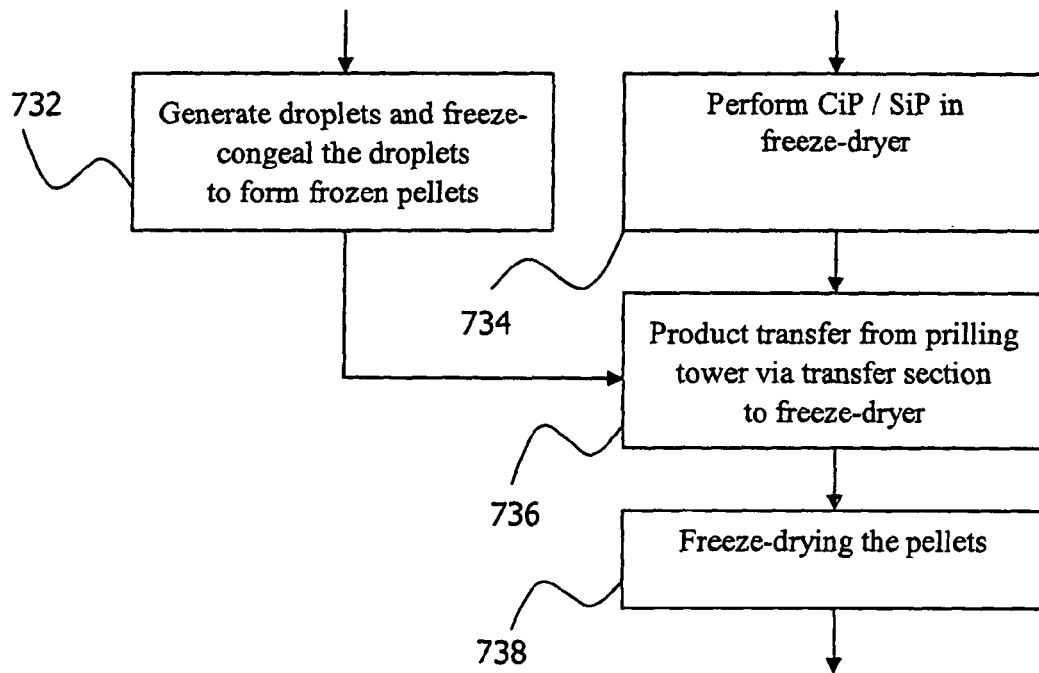 732
Generate droplets and freeze-
congeal the droplets
to form frozen pellets
Perform CiP / SiP in
freeze-dryer
734
Product transfer from prilling
tower via transfer section
to freeze-dryer
736
Freeze-drying the pellets
738